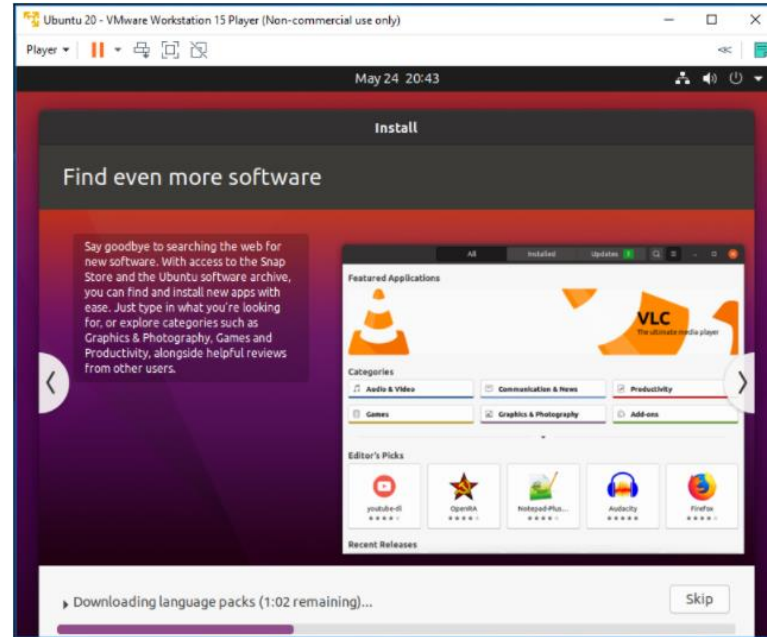 Ubuntu 20 - VMware Workstation 15 Player (Non-commercial use only)
Player
May 24 20:43
Install
Find even more software
Say goodbye to searching the web for
new software. With access to the Snap
Store and the Ubuntu software archive,
you can find and install new apps with
ease. Just type in what you're looking
for, or explore categories such as
Graphics & Photography, Games and
Productivity, alongside helpful reviews
from other users.
All Installed Updates
Featured Applications
VLC
The ultimate media player
Categories
Audio & Video Communication & News Productivity
Games Graphics & Photography Add-ons
Editor's Picks
youtube-dl OpenRA Notepad-Plus... Audacity Firefox
Recent Releases
Downloading language packs (1:02 remaining)...
Skip